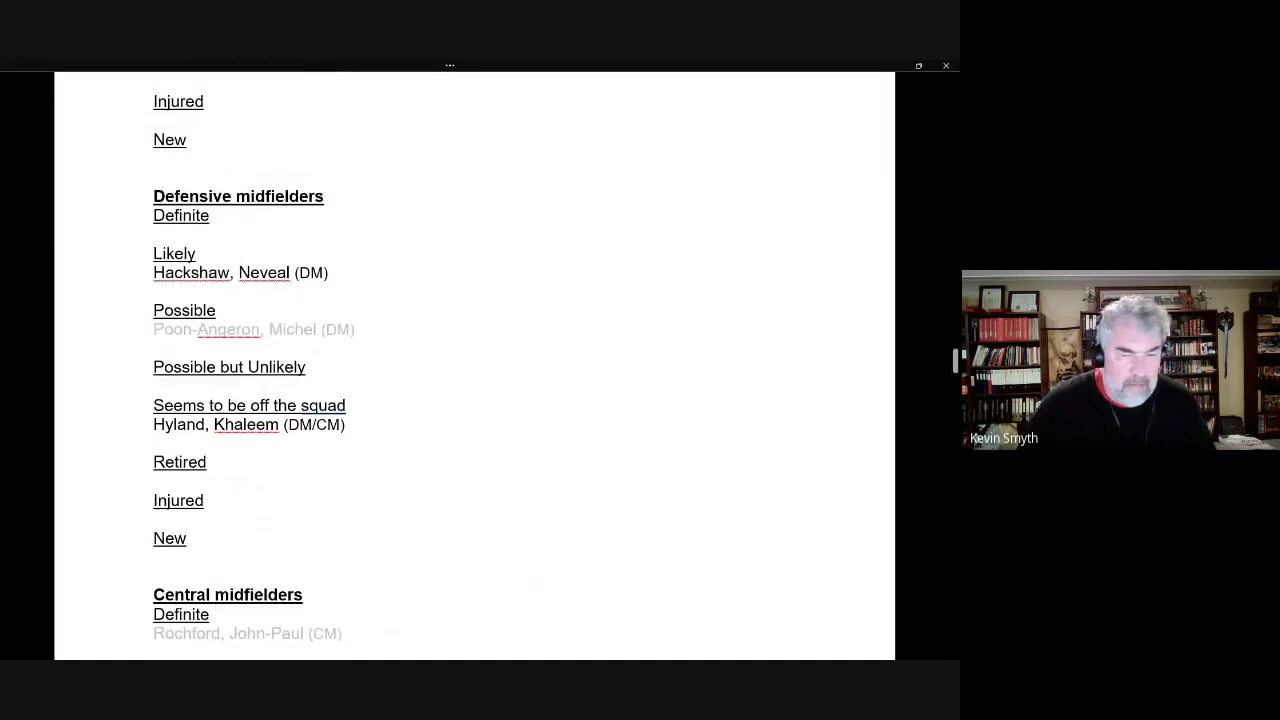 Injured
New
Defensive midfielders
Definite
Likely
Hackshaw, Neveal (DM)
Possible
Poon-Angeron, Michel (DM)
Possible but Unlikely
Seems to be off the squad
Hyland, Khaleem (DM/CM)
Retired
Injured
New
Central midfielders
Definite
Rochford, John-Paul (CM)
Kevin Smyth